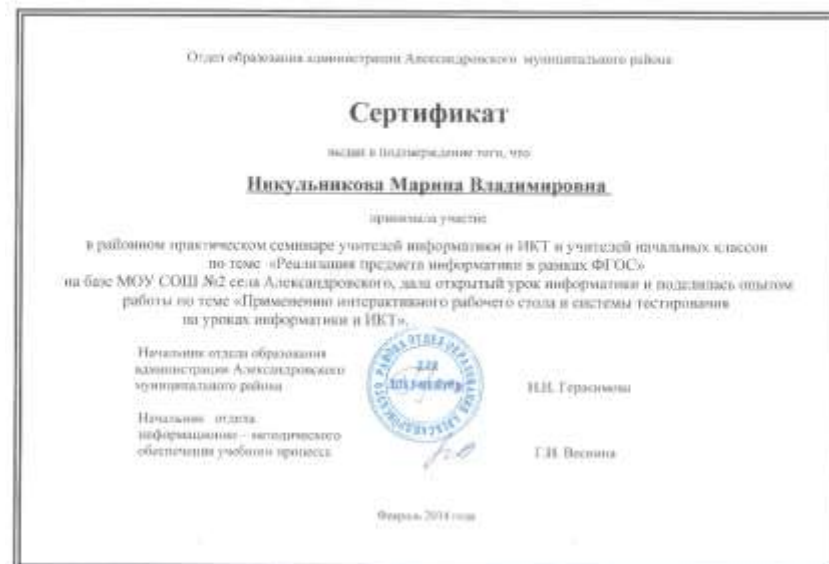 Отдел образования администрации Александровского муниципального района
Сертификат
выдан в подтверждение того, что
Никульникова Марина Владимировна
принимала участие
в районном практическом семинаре учителей информатики и ИКТ и учителей начальных классов
по теме «Реализация предмета информатики в рамках ФГОС»
на базе МОУ СОШ №2 села Александровского, дала открытый урок информатики и поделилась опытом
работы по теме «Применению интерактивного рабочего стола и системы тестирования
на уроках информатики и ИКТ».
Начальник отдела образования
администрации Александровского
муниципального района
Н.Н. Герасимова
Начальник отдела
информационно – методического
обеспечения учебного процесса
Г.И.
Февраль 2014 года